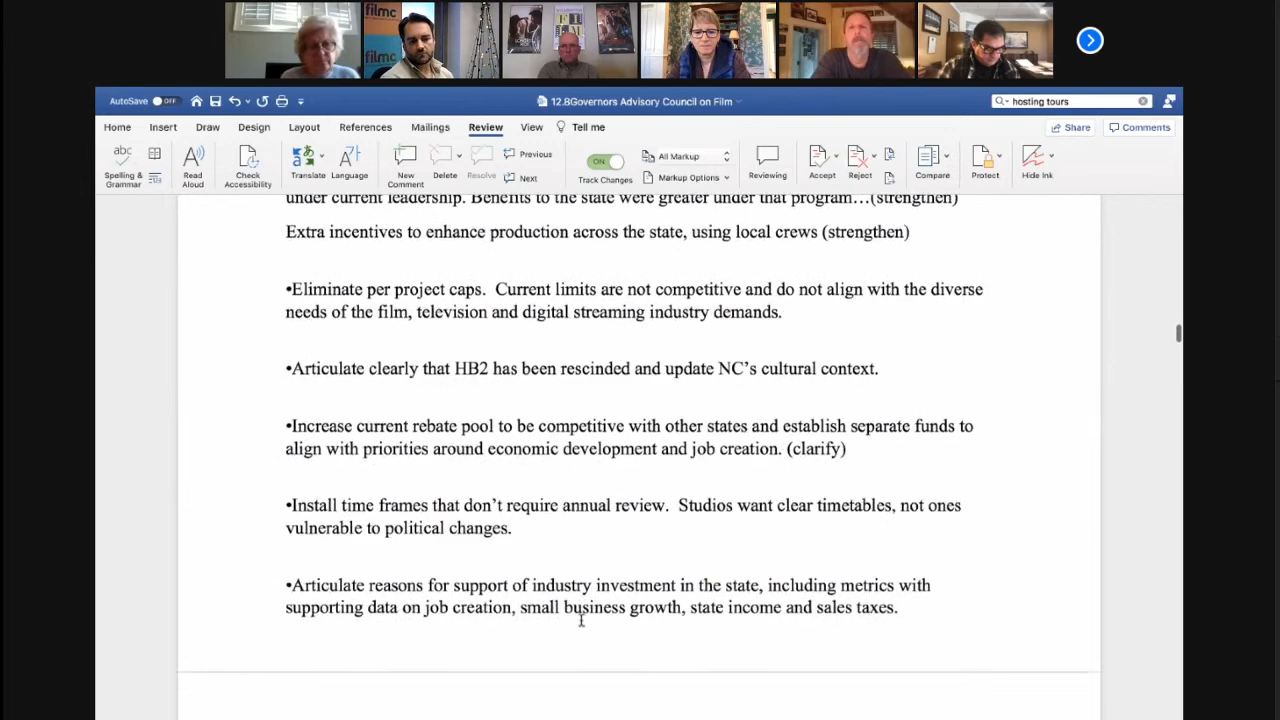 filmc
filmc
AutoSave OFF
12.8Governors Advisory Council on Film
hosting tours
Home Insert Draw Design Layout References Mailings Review View Tell me
Share Comments
Spelling & Grammar
Read Aloud
Check Accessibility
Translate
Language
New Comment
Delete
Resolve
Previous
Next
ON
Track Changes
All Markup
Markup Options
Reviewing
Accept
Reject
Compare
Protect
Hide Ink
under current leadership. Benefits to the state were greater under that program…(strengthen)
Extra incentives to enhance production across the state, using local crews (strengthen)
•Eliminate per project caps.  Current limits are not competitive and do not align with the diverse
needs of the film, television and digital streaming industry demands.
•Articulate clearly that HB2 has been rescinded and update NC’s cultural context.
•Increase current rebate pool to be competitive with other states and establish separate funds to
align with priorities around economic development and job creation. (clarify)
•Install time frames that don’t require annual review.  Studios want clear timetables, not ones
vulnerable to political changes.
•Articulate reasons for support of industry investment in the state, including metrics with
supporting data on job creation, small business growth, state income and sales taxes.